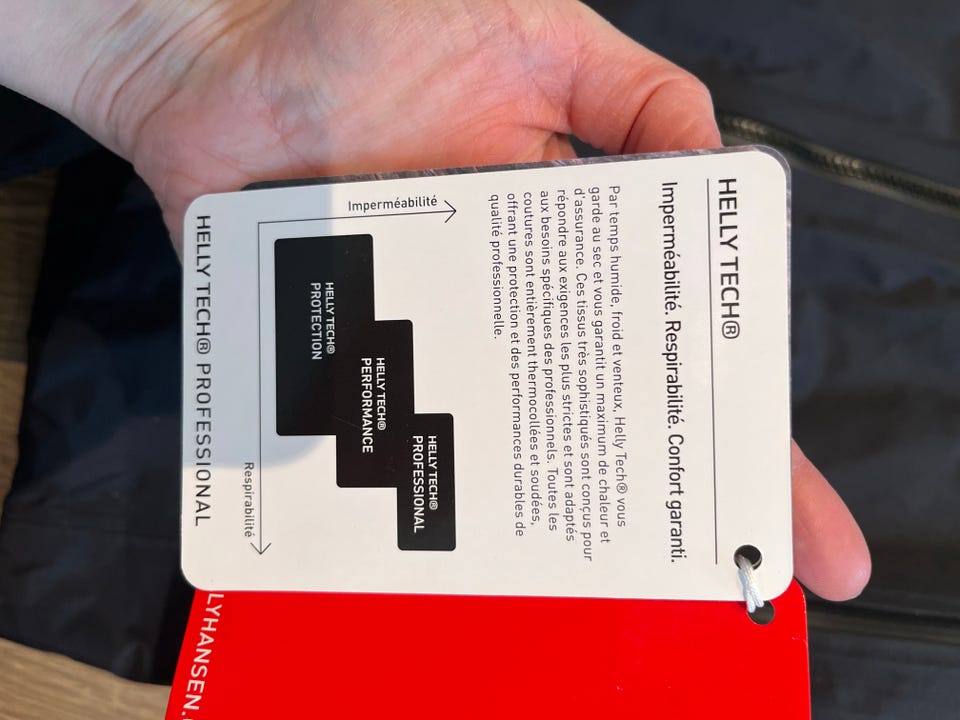 HELLY TECH®
Imperméabilité. Respirabilité. Confort garanti.
Par temps humide, froid et venteux, Helly Tech® vous
garde au sec et vous garantit un maximum de chaleur et
d'assurance. Ces tissus très sophistiqués sont conçus pour
répondre aux exigences les plus strictes et sont adaptés
aux besoins spécifiques des professionnels. Toutes les
coutures sont entièrement thermocollées et soudées,
offrant une protection et des performances durables de
qualité professionnelle.
Imperméabilité
HELLY TECH®
PROFESSIONAL
HELLY TECH®
PERFORMANCE
HELLY TECH®
PROTECTION
Respirabilité
HELLY TECH® PROFESSIONAL
LYHANSEN.